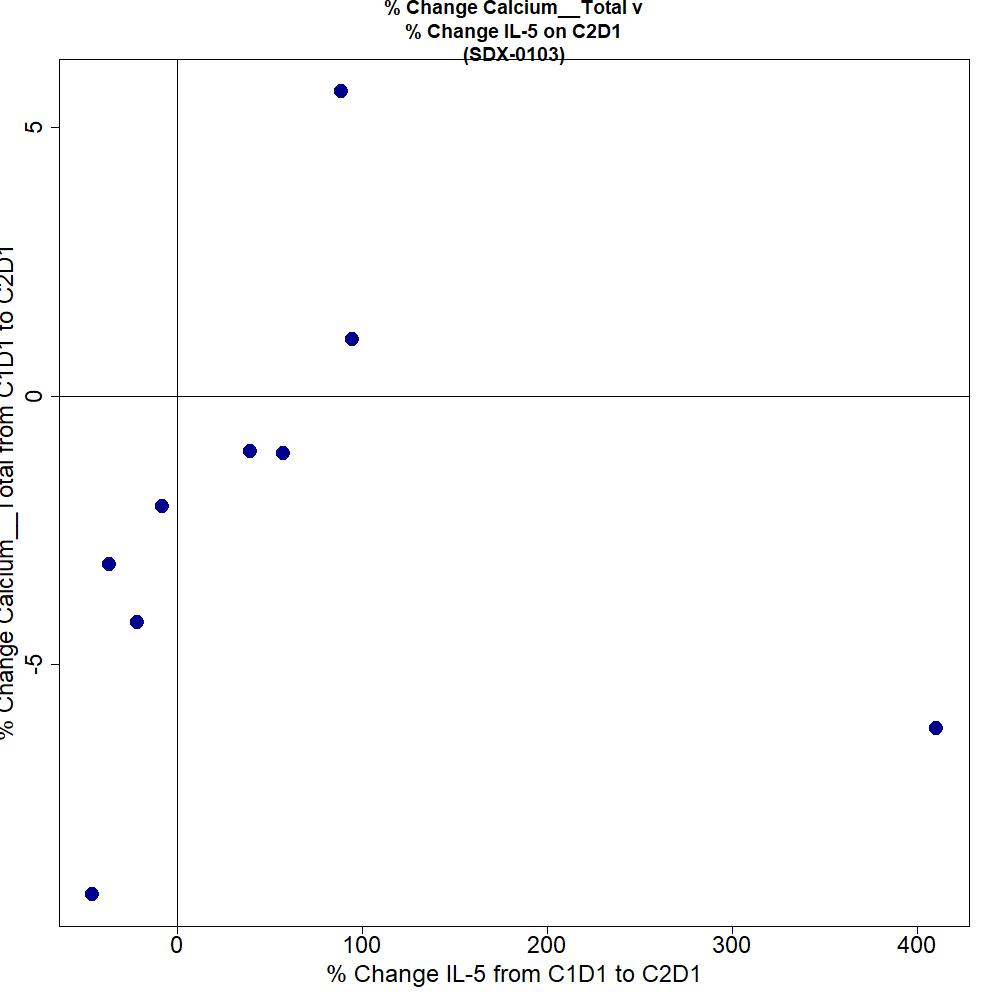 % Change Calcium__Total v
% Change IL-5 on C2D1
(SDX-0103)
% Change Calcium__Total from C1D1 to C2D1
5
0
-5
0
100
200
300
400
% Change IL-5 from C1D1 to C2D1